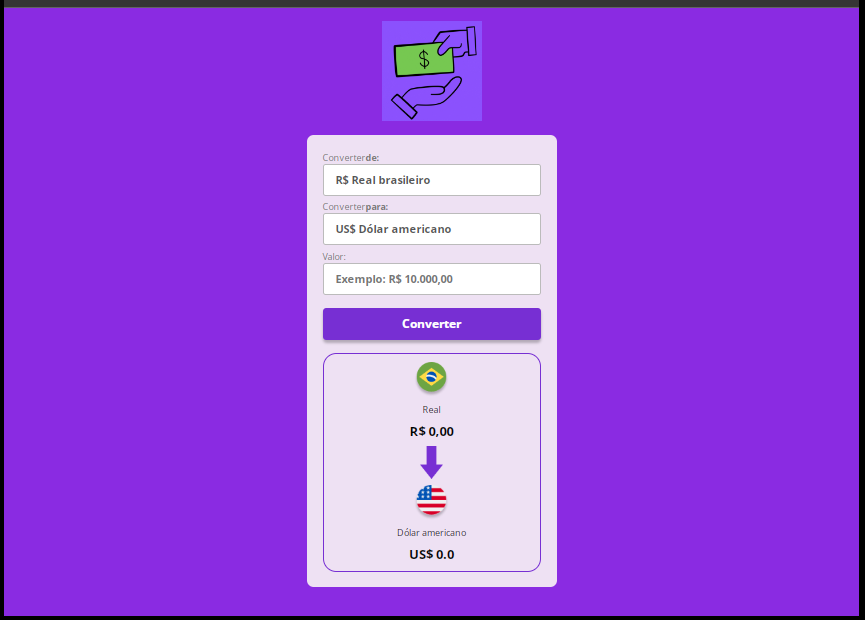 $
Converterde:
R$ Real brasileiro
Converterpara:
US$ Dólar americano
Valor:
Exemplo: R$ 10.000,00
Converter
Real
R$ 0,00
Dólar americano
US$ 0.0